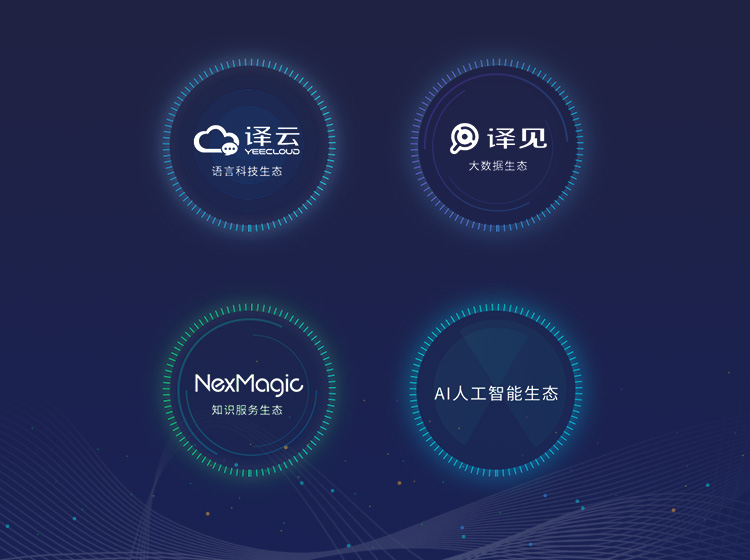 译云
YEECLOUD
语言科技生态
译见
大数据生态
NexMagic
知识服务生态
AI人工智能生态